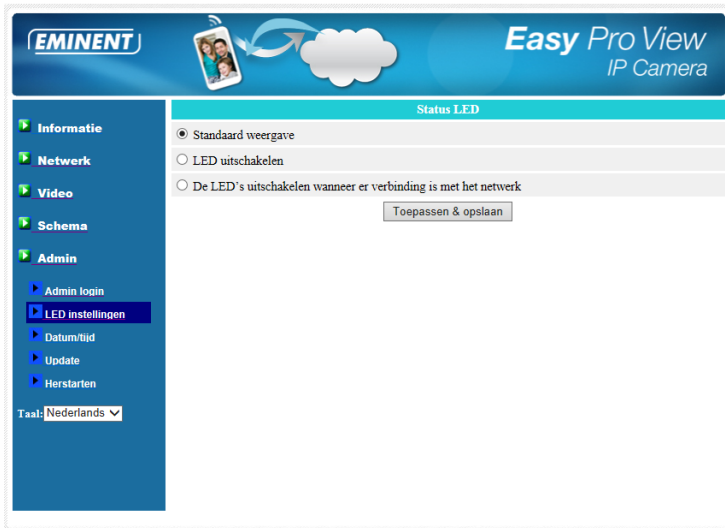 EMINENT
Easy Pro View
IP Camera
Informatie
Netwerk
Video
Schema
Admin
Admin login
LED instellingen
Datum/tijd
Update
Herstarten
Taal: Nederlands
Status LED
Standaard weergave
LED uitschakelen
De LED's uitschakelen wanneer er verbinding is met het netwerk
Toepassen & opslaan